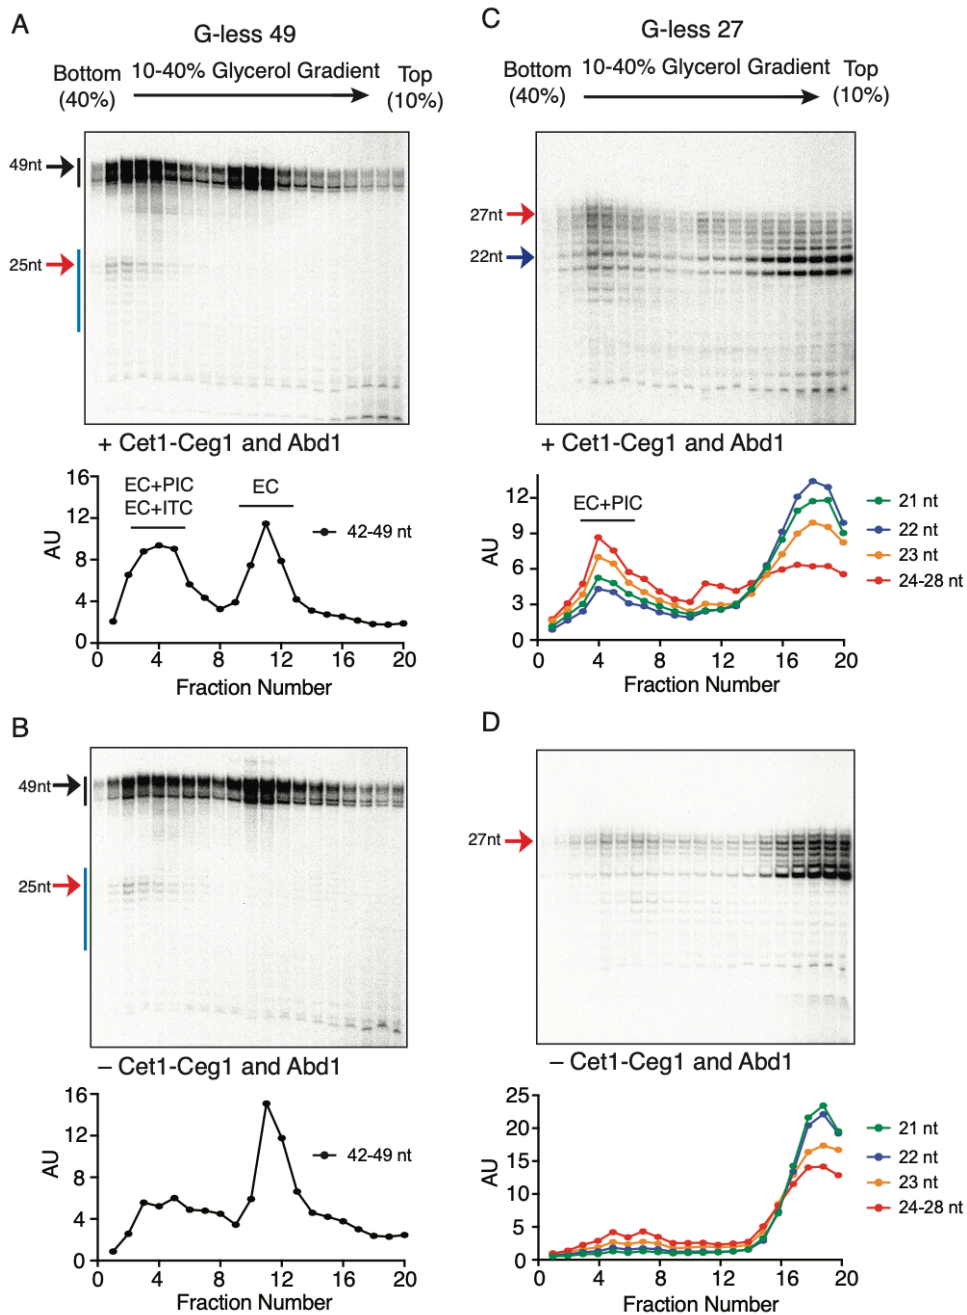 A
G-less 49
Bottom
(40%)
10-40% Glycerol Gradient
Top
(10%)
49nt
25nt
+ Cet1-Ceg1 and Abd1
16
12
8
4
0
AU
EC+PIC
EC+ITC
EC
42-49 nt
0 4 8 12 16 20
Fraction Number
B
49nt
25nt
– Cet1-Ceg1 and Abd1
16
12
8
4
0
AU
42-49 nt
0 4 8 12 16 20
Fraction Number
C
G-less 27
Bottom
(40%)
10-40% Glycerol Gradient
Top
(10%)
27nt
22nt
+ Cet1-Ceg1 and Abd1
12
9
6
3
0
AU
EC+PIC
21 nt
22 nt
23 nt
24-28 nt
0 4 8 12 16 20
Fraction Number
D
27nt
– Cet1-Ceg1 and Abd1
25
20
15
10
5
0
AU
21 nt
22 nt
23 nt
24-28 nt
0 4 8 12 16 20
Fraction Number